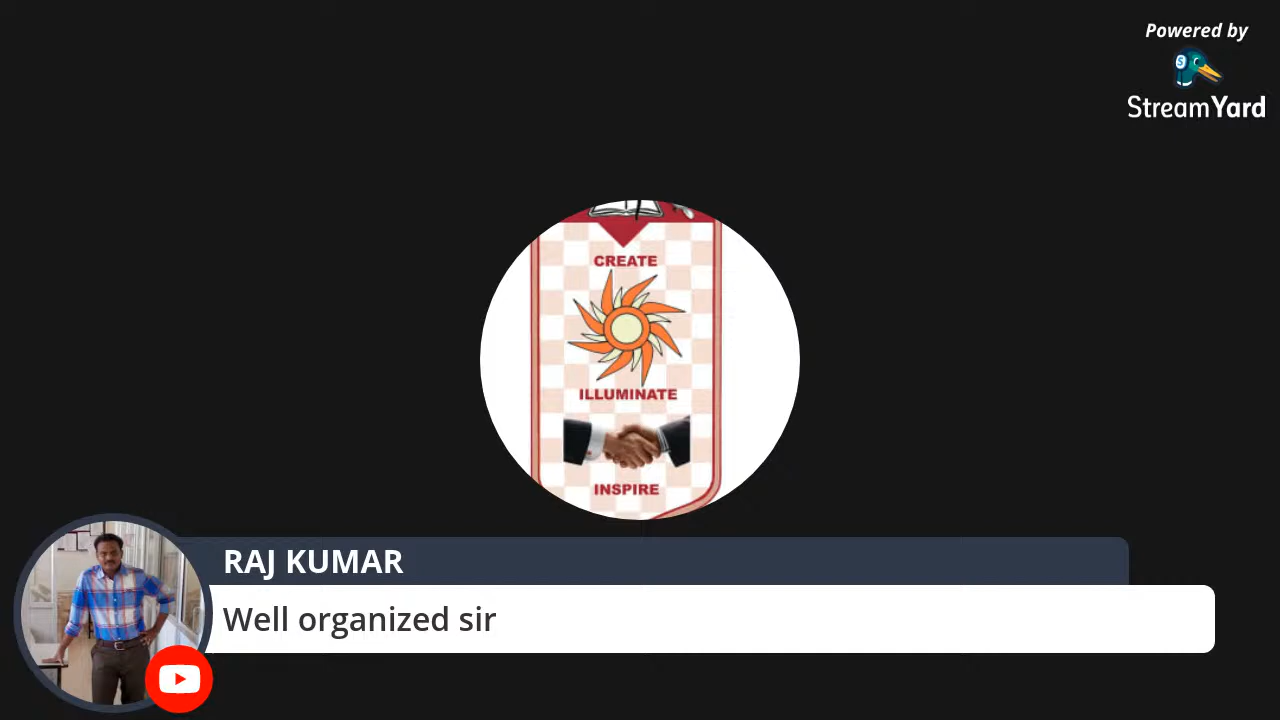 Powered by
StreamYard
CREATE
ILLUMINATE
INSPIRE
RAJ KUMAR
Well organized sir